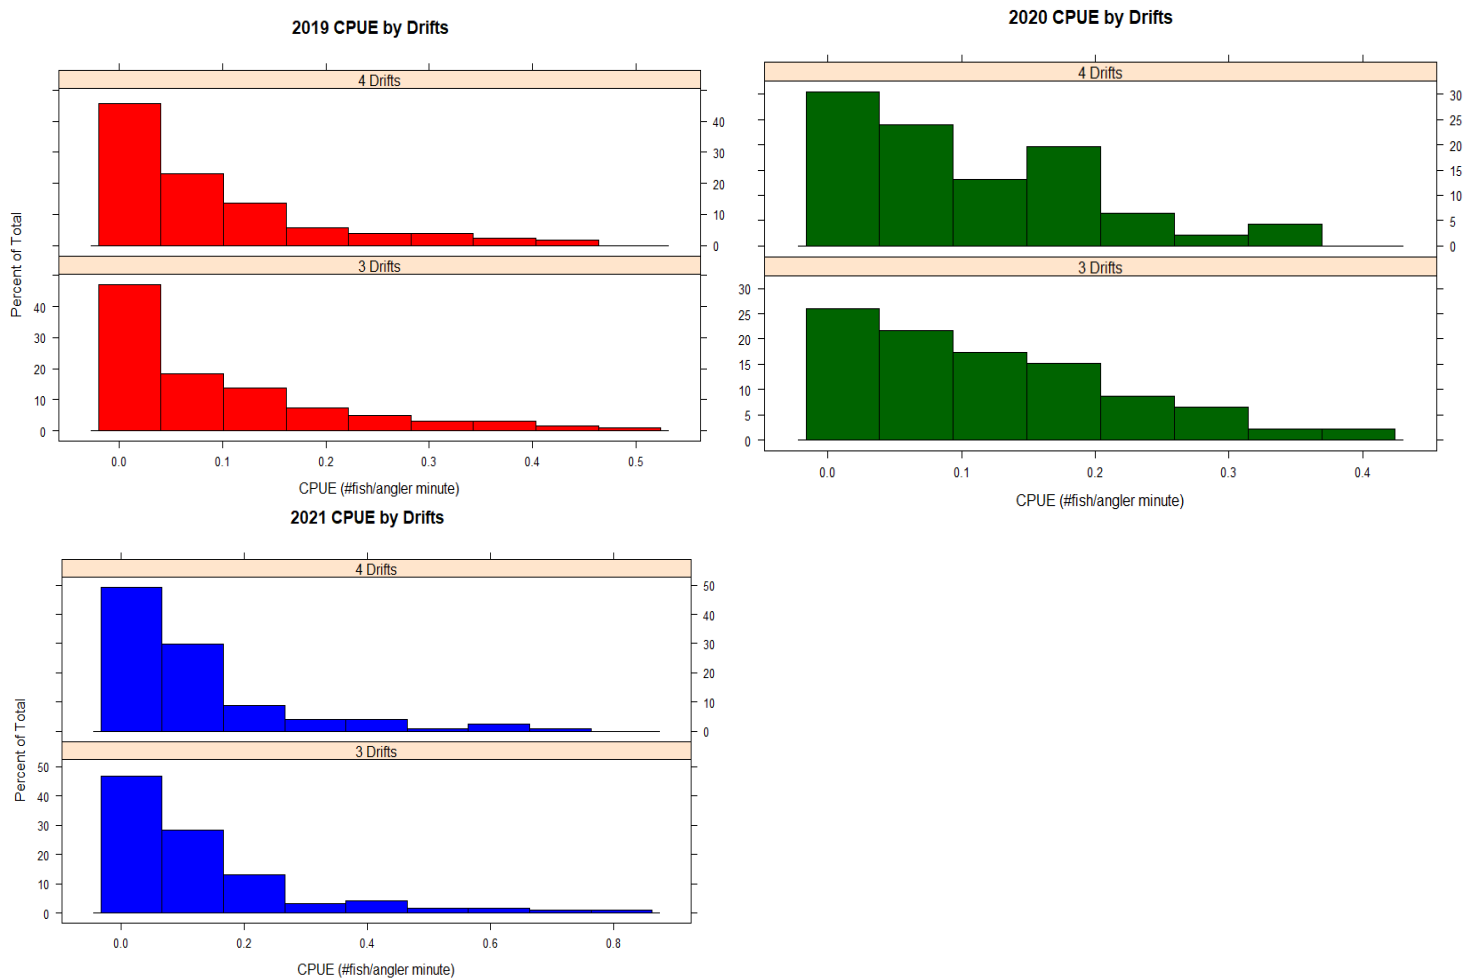 2019 CPUE by Drifts
4 Drifts
40
30
20
10
0
3 Drifts
40
30
20
10
0
Percent of Total
0.0 0.1 0.2 0.3 0.4 0.5
CPUE (#fish/angler minute)
2020 CPUE by Drifts
4 Drifts
30
25
20
15
10
5
0
3 Drifts
30
25
20
15
10
5
0
0.0 0.1 0.2 0.3 0.4
CPUE (#fish/angler minute)
2021 CPUE by Drifts
4 Drifts
50
40
30
20
10
0
3 Drifts
50
40
30
20
10
0
Percent of Total
0.0 0.2 0.4 0.6 0.8
CPUE (#fish/angler minute)